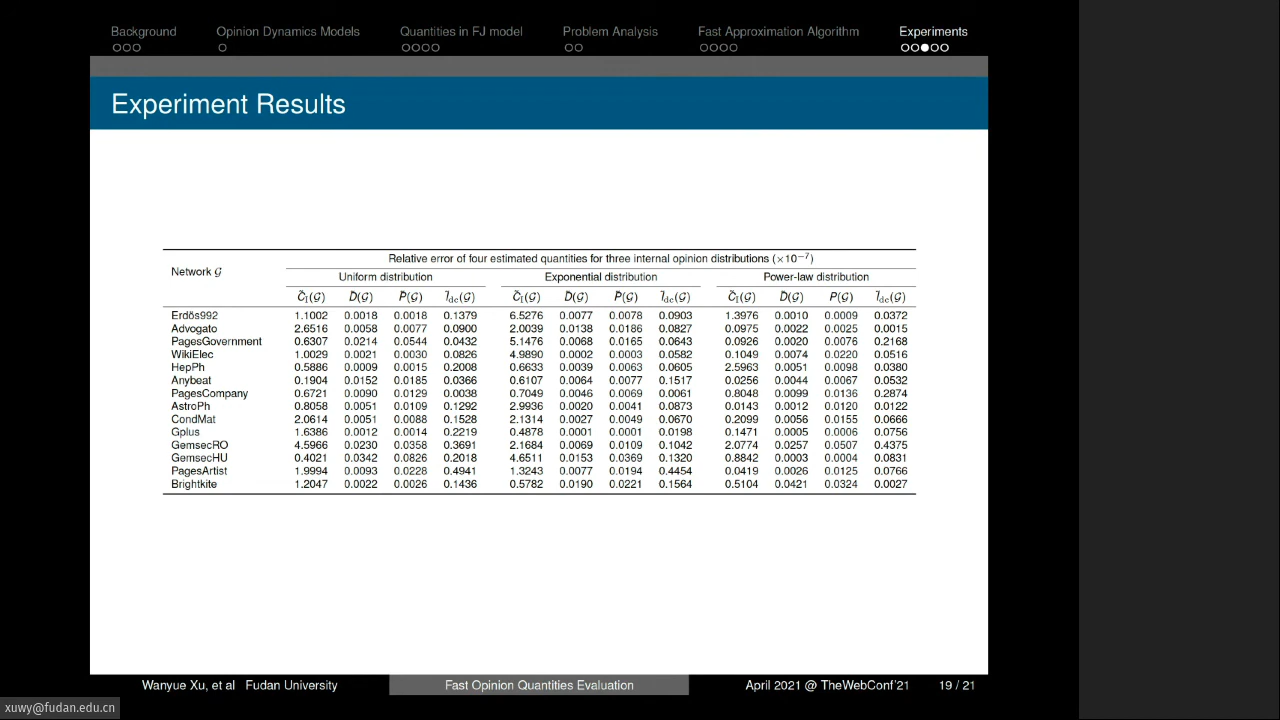 Background Opinion Dynamics Models Quantities in FJ model Problem Analysis Fast Approximation Algorithm Experiments
Experiment Results
Relative error of four estimated quantities for three internal opinion distributions (×10⁻⁷)
Network 𝒢
Uniform distribution Exponential distribution Power-law distribution
C̃_I(𝒢) D̃(𝒢) P̃(𝒢) Ĩ_dc(𝒢) C̃_I(𝒢) D̃(𝒢) P̃(𝒢) Ĩ_dc(𝒢) C̃_I(𝒢) D̃(𝒢) P̃(𝒢) Ĩ_dc(𝒢)
Erdös992 1.1002 0.0018 0.0018 0.1379 6.5276 0.0077 0.0078 0.0903 1.3976 0.0010 0.0009 0.0372
Advogato 2.6516 0.0058 0.0077 0.0900 2.0039 0.0138 0.0186 0.0827 0.0975 0.0022 0.0025 0.0015
PagesGovernment 0.6307 0.0214 0.0544 0.0432 5.1476 0.0068 0.0165 0.0643 0.0926 0.0020 0.0076 0.2168
WikiElec 1.0029 0.0021 0.0030 0.0826 4.9890 0.0002 0.0003 0.0582 0.1049 0.0074 0.0220 0.0516
HepPh 0.5886 0.0009 0.0015 0.2008 0.6633 0.0039 0.0063 0.0605 2.5963 0.0051 0.0098 0.0380
Anybeat 0.1904 0.0152 0.0185 0.0366 0.6107 0.0064 0.0077 0.1517 0.0256 0.0044 0.0067 0.0532
PagesCompany 0.6721 0.0090 0.0129 0.0038 0.7049 0.0046 0.0069 0.0061 0.8048 0.0099 0.0136 0.2874
AstroPh 0.8058 0.0051 0.0109 0.1292 2.9936 0.0020 0.0041 0.0873 0.0143 0.0012 0.0120 0.0122
CondMat 2.0614 0.0051 0.0088 0.1528 2.1314 0.0027 0.0049 0.0670 0.2099 0.0056 0.0155 0.0666
Gplus 1.6386 0.0012 0.0014 0.2219 0.4878 0.0001 0.0001 0.0198 0.1471 0.0005 0.0006 0.0756
GemsecRO 4.5966 0.0230 0.0358 0.3691 2.1684 0.0069 0.0109 0.1042 2.0774 0.0257 0.0507 0.4375
GemsecHU 0.4021 0.0342 0.0826 0.2018 4.6511 0.0153 0.0369 0.1320 0.8842 0.0003 0.0004 0.0831
PagesArtist 1.9994 0.0093 0.0228 0.4941 1.3243 0.0077 0.0194 0.4454 0.0419 0.0026 0.0125 0.0766
Brightkite 1.2047 0.0022 0.0026 0.1436 0.5782 0.0190 0.0221 0.1564 0.5104 0.0421 0.0324 0.0027
Wanyue Xu, et al Fudan University Fast Opinion Quantities Evaluation April 2021 @ TheWebConf'21 19 / 21
xuwy@fudan.edu.cn